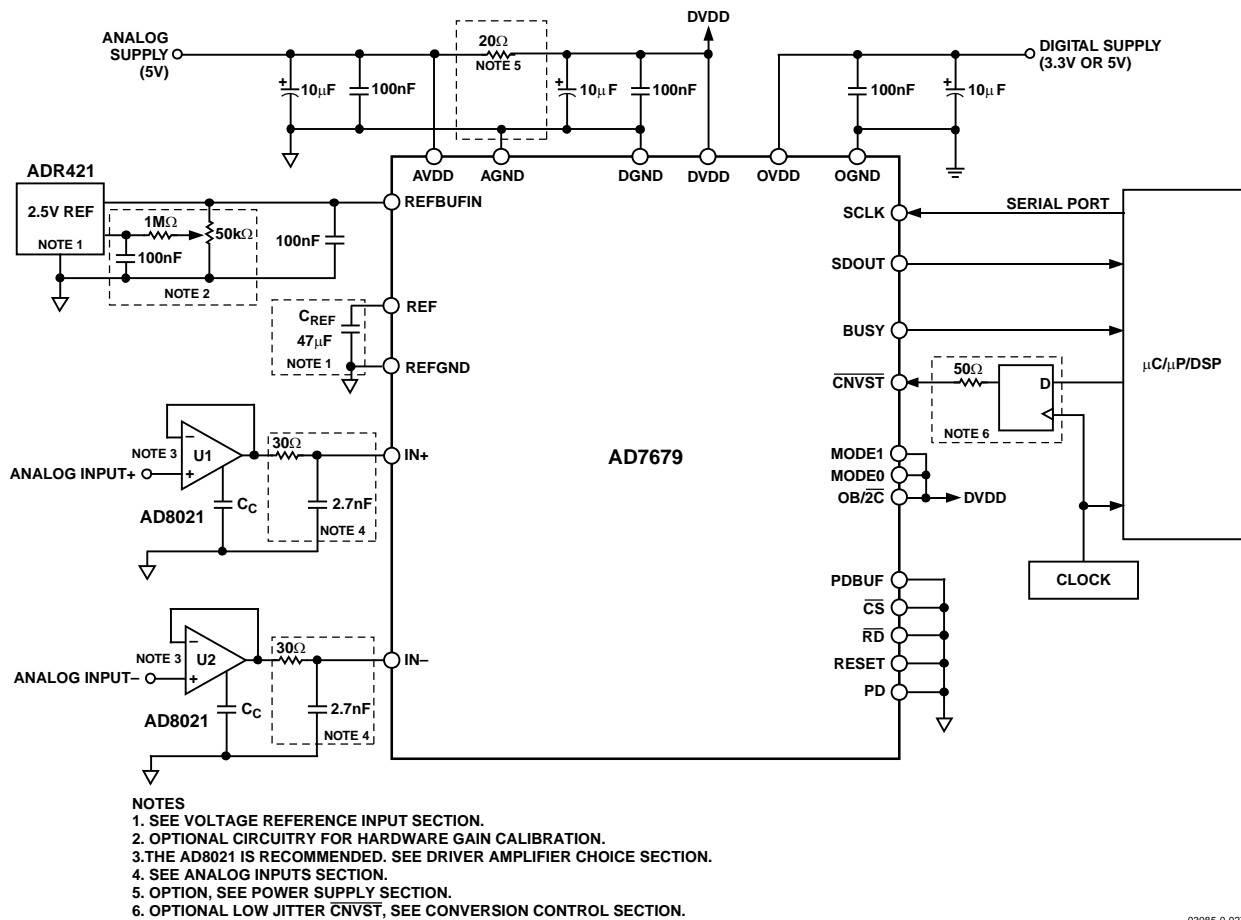 DVDD
ANALOG
SUPPLY
(5V)
20Ω
NOTE 5
DIGITAL SUPPLY
(3.3V OR 5V)
+
10μF
100nF
+
10μF
100nF
100nF
+
10μF
ADR421
2.5V REF
NOTE 1
1MΩ
50kΩ
100nF
NOTE 2
100nF
AVDD
AGND
DGND
DVDD
OVDD
OGND
REFBUFIN
SCLK
SERIAL PORT
SDOUT
REF
CREF
47μF
NOTE 1
REFGND
BUSY
CNVST
50Ω
D
NOTE 6
μC/μP/DSP
AD7679
NOTE 3
−
U1
+
ANALOG INPUT+
30Ω
IN+
CC
AD8021
2.7nF
NOTE 4
MODE1
MODE0
OB/2C
DVDD
CLOCK
PDBUF
CS
RD
RESET
PD
NOTE 3
−
U2
+
ANALOG INPUT−
30Ω
IN−
CC
AD8021
2.7nF
NOTE 4
NOTES
1. SEE VOLTAGE REFERENCE INPUT SECTION.
2. OPTIONAL CIRCUITRY FOR HARDWARE GAIN CALIBRATION.
3.THE AD8021 IS RECOMMENDED. SEE DRIVER AMPLIFIER CHOICE SECTION.
4. SEE ANALOG INPUTS SECTION.
5. OPTION, SEE POWER SUPPLY SECTION.
6. OPTIONAL LOW JITTER CNVST, SEE CONVERSION CONTROL SECTION.